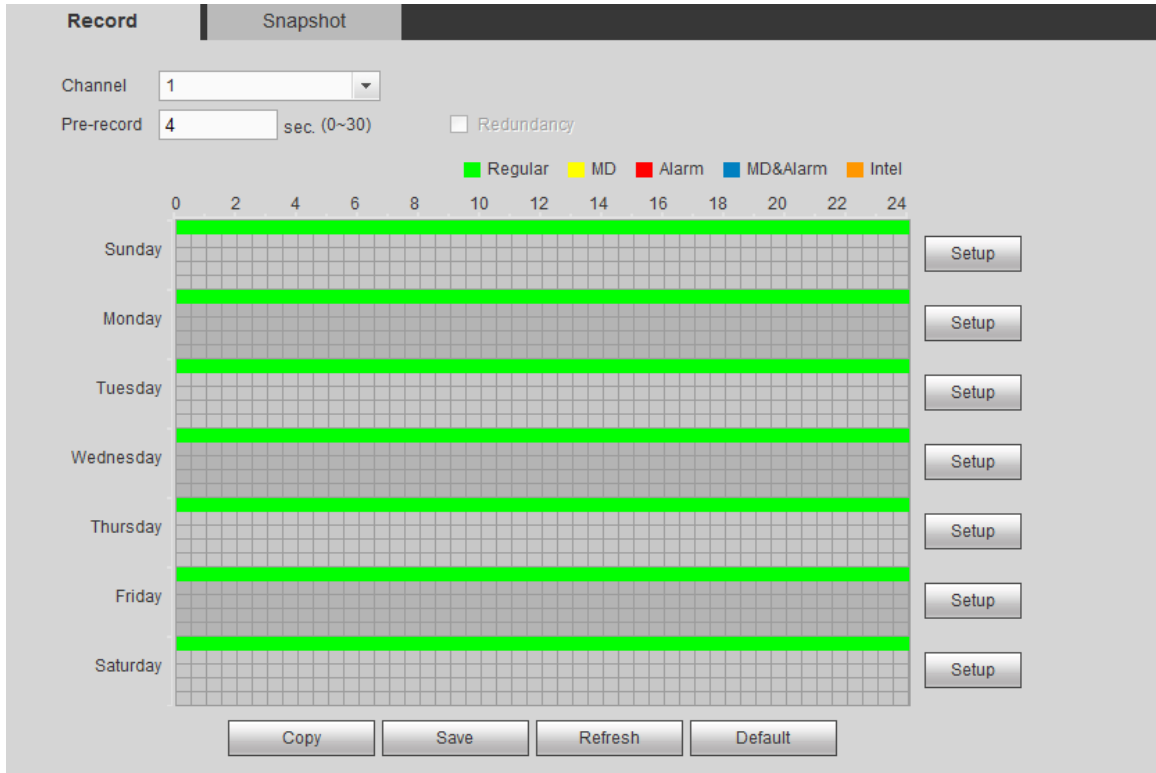 Record Snapshot
Channel 1
Pre-record 4 sec. (0~30) Redundancy
Regular MD Alarm MD&Alarm Intel
0 2 4 6 8 10 12 14 16 18 20 22 24
Sunday Setup
Monday Setup
Tuesday Setup
Wednesday Setup
Thursday Setup
Friday Setup
Saturday Setup
Copy Save Refresh Default